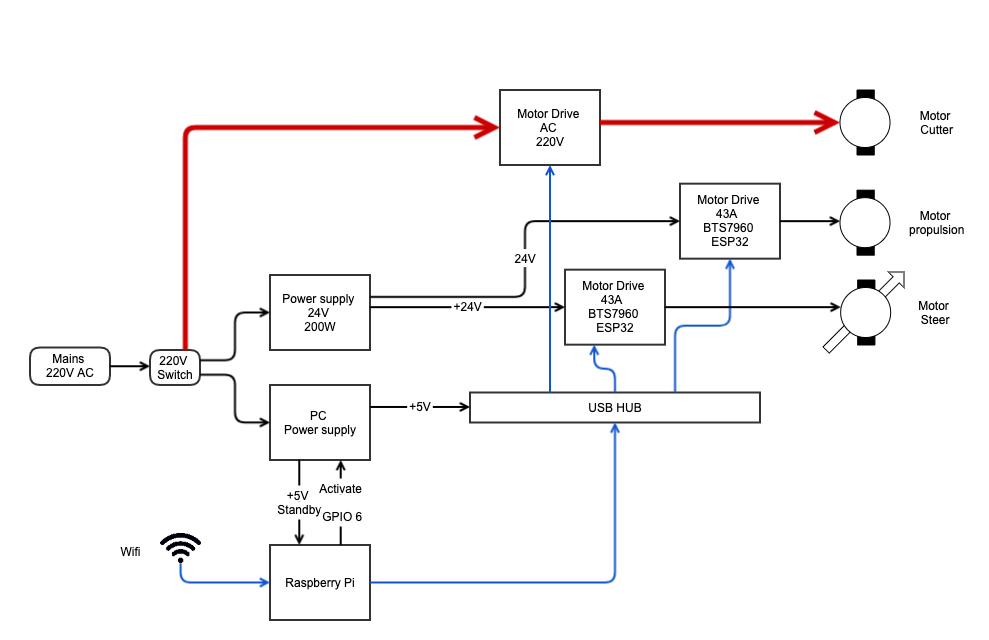 Motor Drive
AC
220V
Motor
Cutter
Motor Drive
43A
BTS7960
ESP32
Motor
propulsion
24V
Power supply
24V
200W
+24V
Motor Drive
43A
BTS7960
ESP32
Motor
Steer
Mains
220V AC
220V
Switch
PC
Power supply
+5V
USB HUB
+5V
Standby
Activate
GPIO 6
Wifi
Raspberry Pi